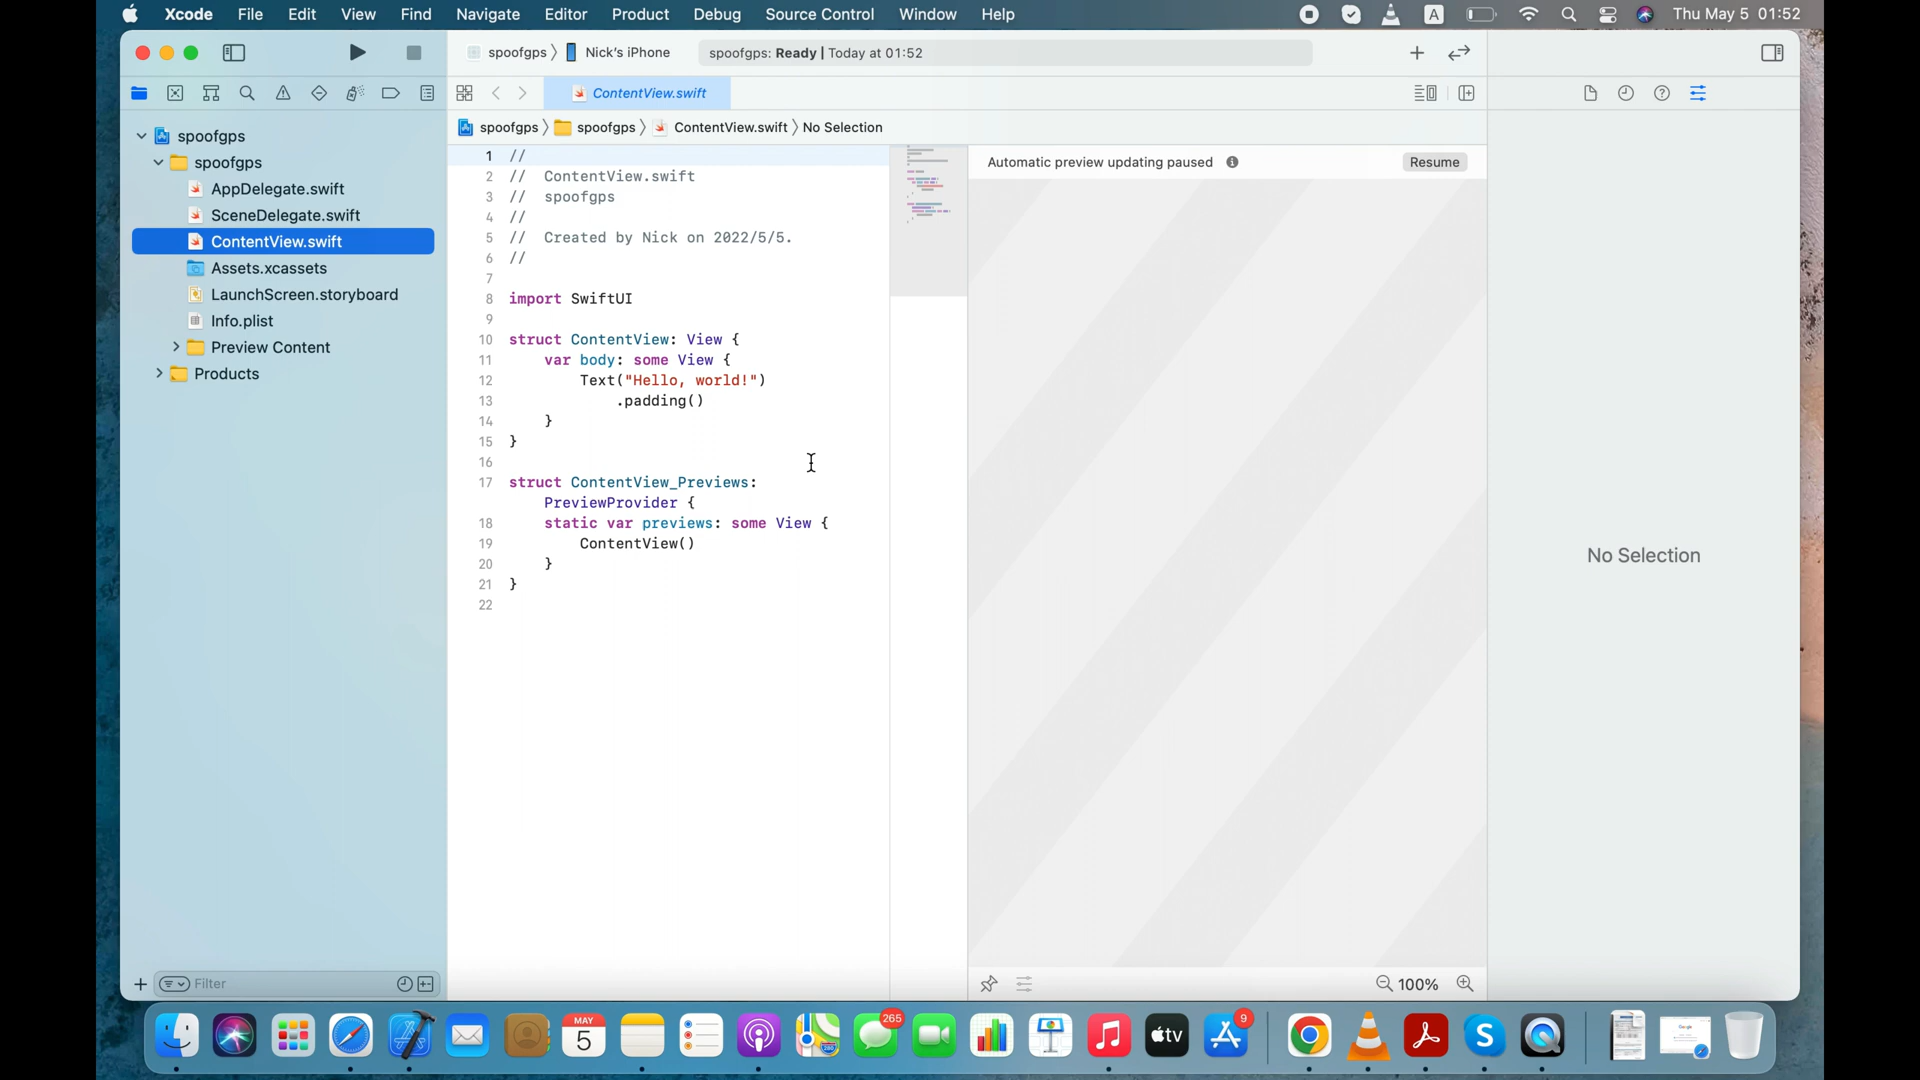 Xcode File Edit View Find Navigate Editor Product Debug Source Control Window Help A Thu May 5 01:52
spoofgps Nick's iPhone spoofgps: Ready | Today at 01:52
ContentView.swift
spoofgps spoofgps ContentView.swift No Selection
spoofgps
spoofgps
AppDelegate.swift
SceneDelegate.swift
ContentView.swift
Assets.xcassets
LaunchScreen.storyboard
Info.plist
Preview Content
Products
Filter
1 //
2 // ContentView.swift
3 // spoofgps
4 //
5 // Created by Nick on 2022/5/5.
6 //
7
8 import SwiftUI
9
10 struct ContentView: View {
11 var body: some View {
12 Text("Hello, world!")
13 .padding()
14 }
15 }
16
17 struct ContentView_Previews:
PreviewProvider {
18 static var previews: some View {
19 ContentView()
20 }
21 }
22
Automatic preview updating paused Resume
100%
No Selection
MAY
5
265
280
tv
9
Google